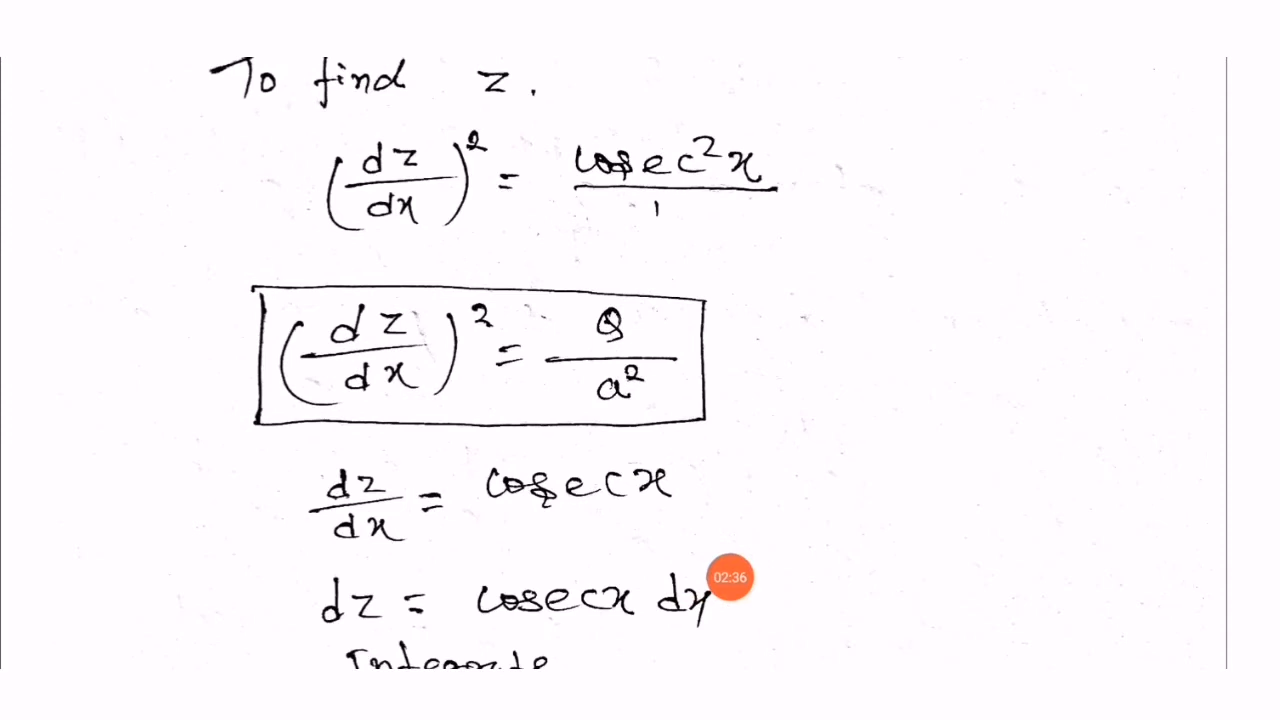 To find z.
(dz/dx)² = cosec²x/1
(dz/dx)² = Q/a²
dz/dx = cosecx
dz = cosecx dx
02:36
Integrate